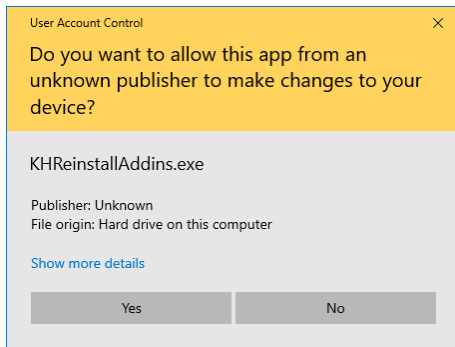 User Account Control
Do you want to allow this app from an
unknown publisher to make changes to your
device?
KHReinstallAddins.exe
Publisher: Unknown
File origin: Hard drive on this computer
Show more details
Yes No